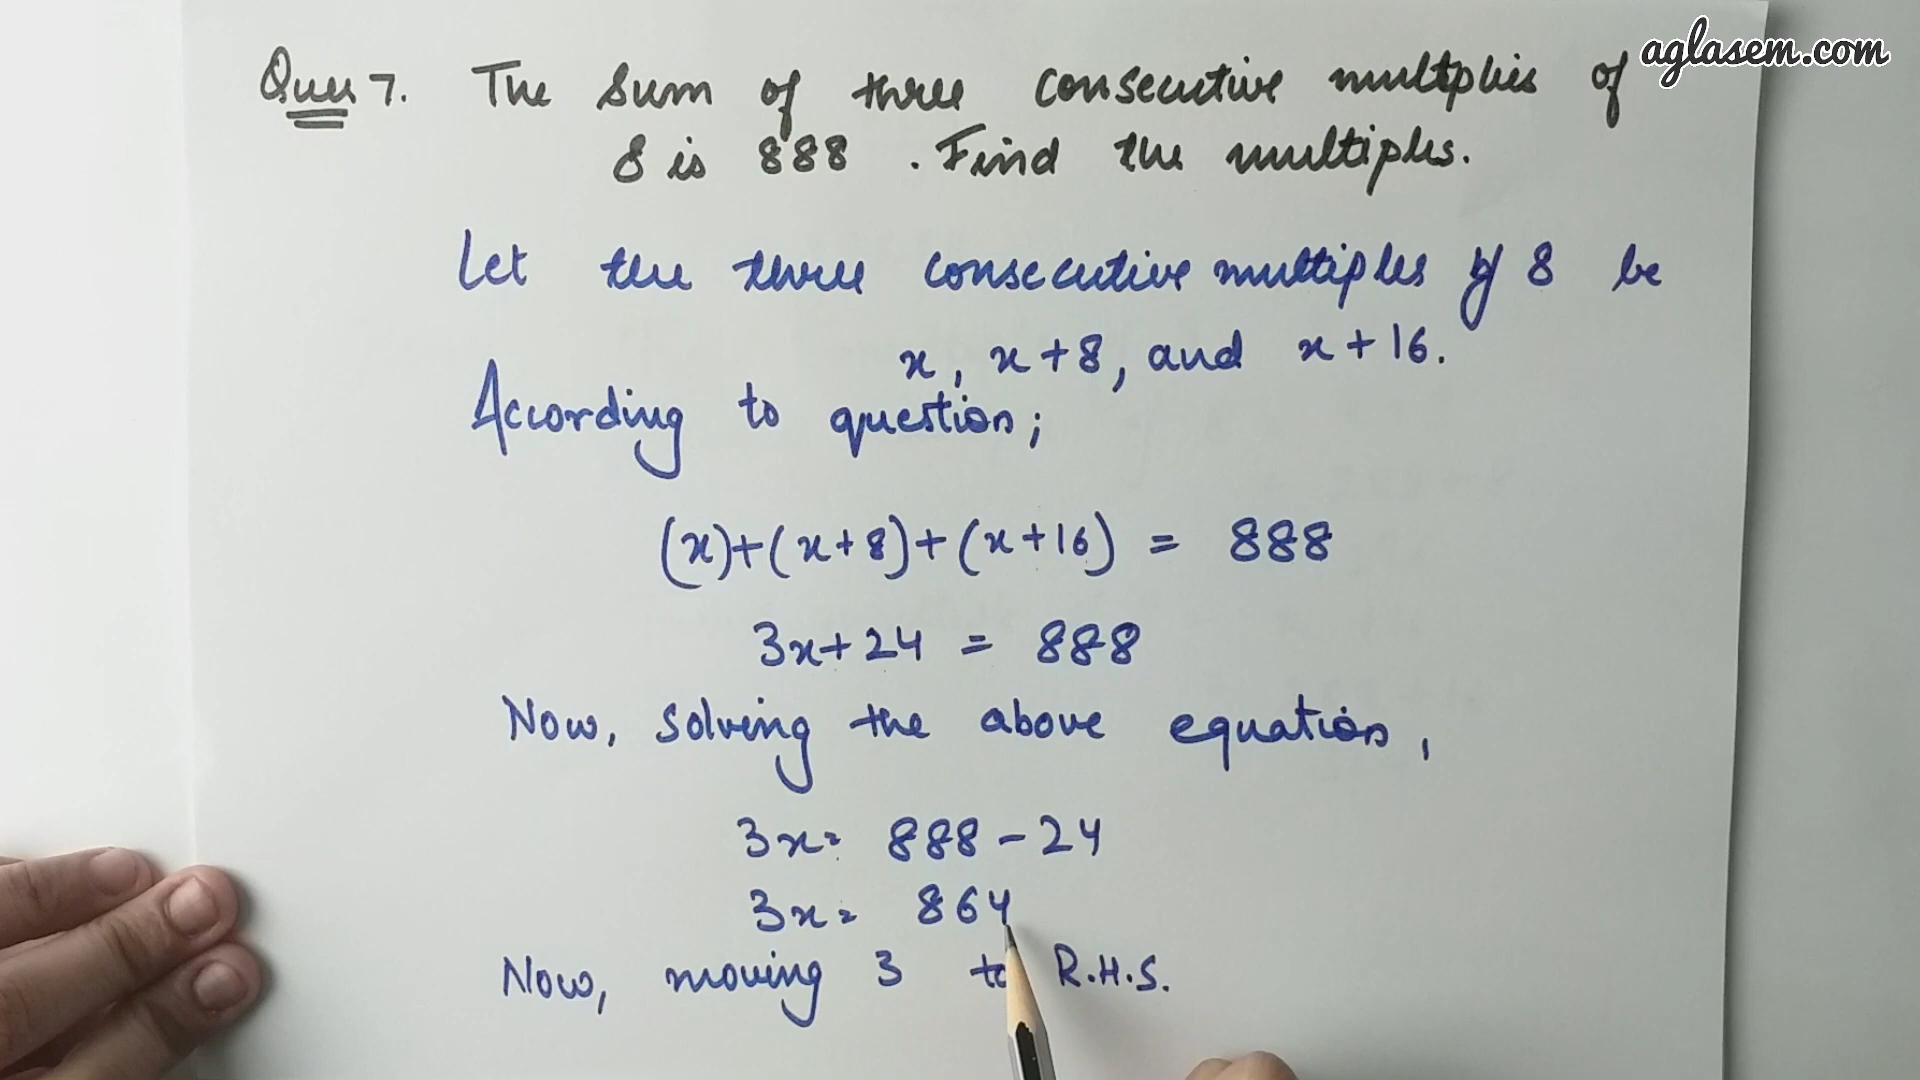 aglasem.com
Ques 7. The sum of three consecutive multiples of
8 is 888. Find the multiples.
Let the three consecutive multiples of 8 be
x, x+8, and x+16.
According to question;
(x)+(x+8)+(x+16) = 888
3x+24 = 888
Now, solving the above equation,
3x= 888-24
3x= 864
Now, moving 3 to R.H.S.